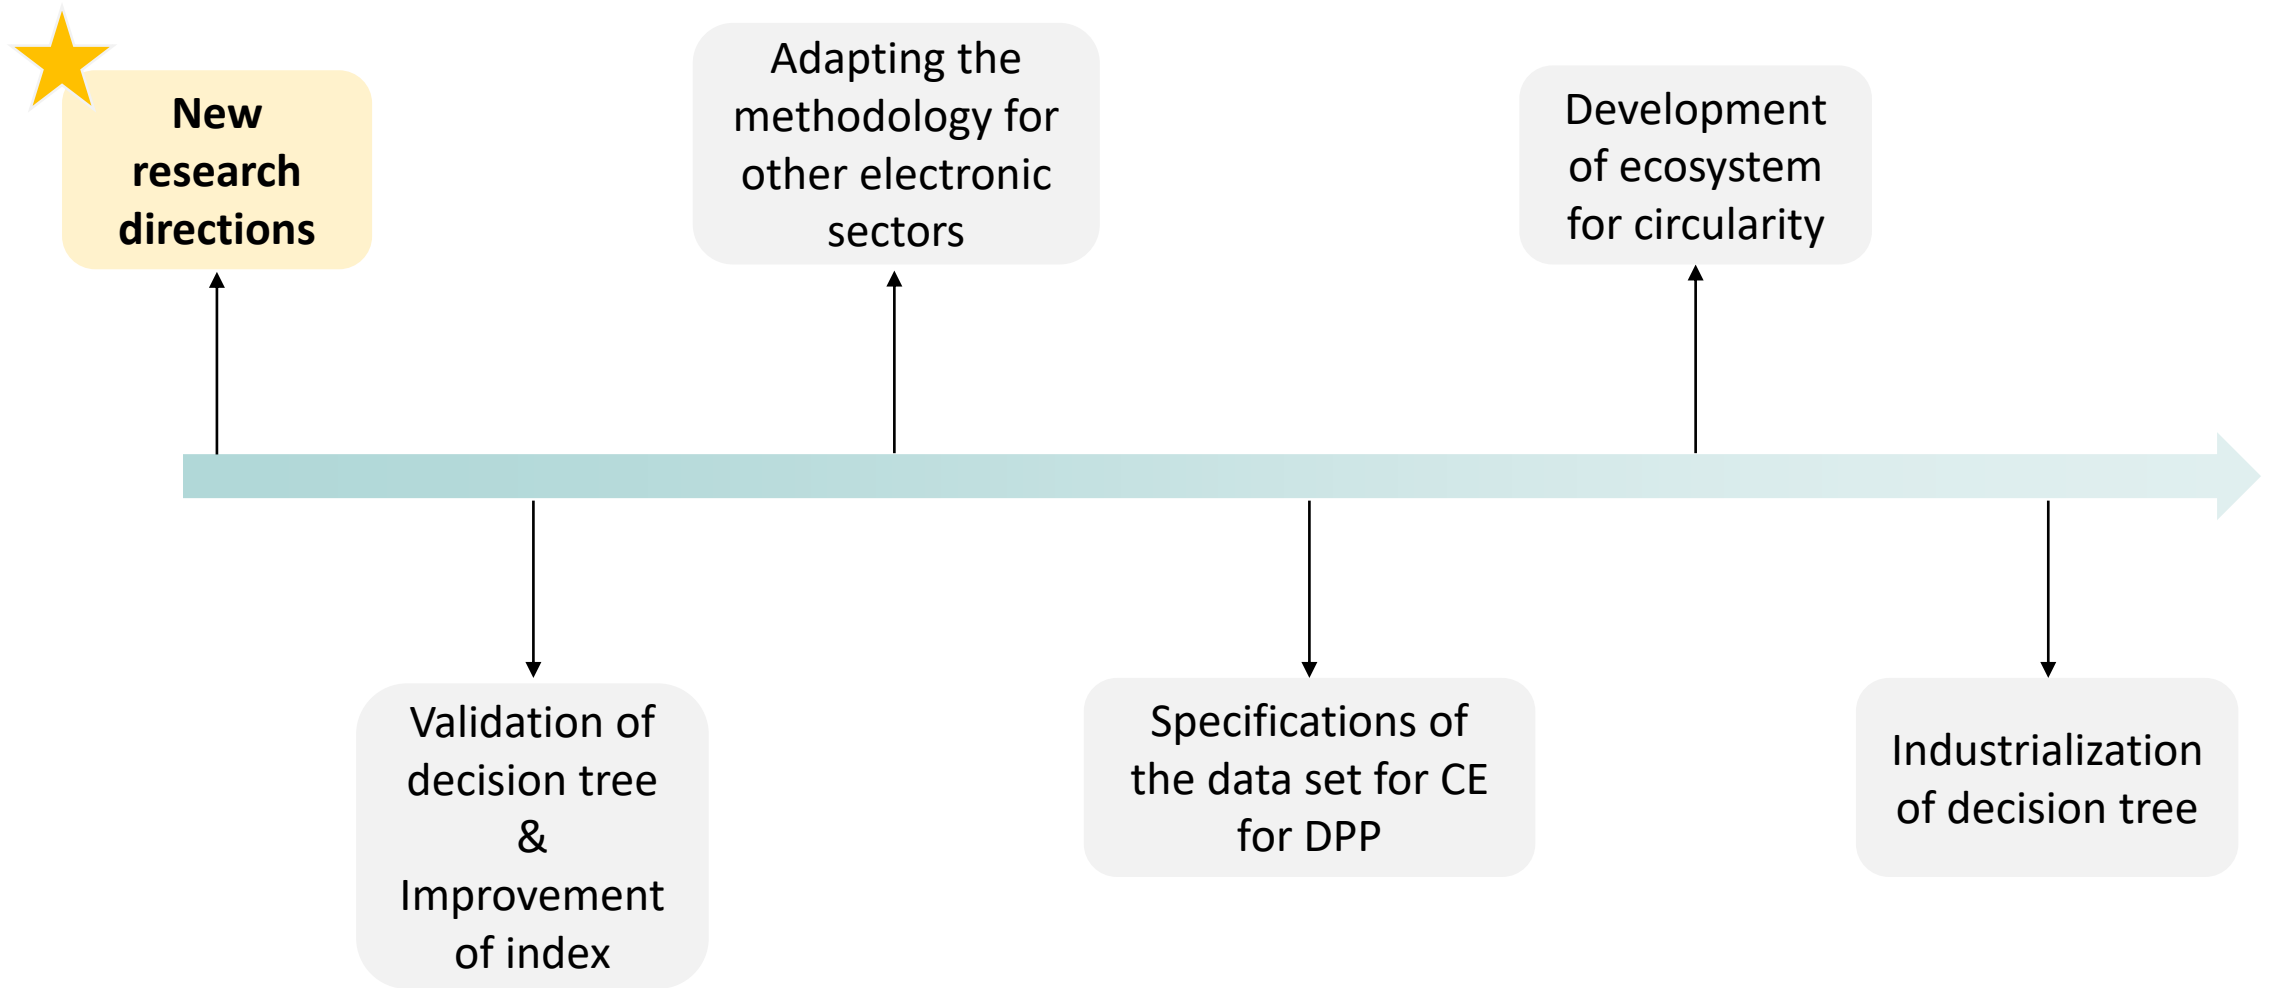 New
research
directions
Adapting the
methodology for
other electronic
sectors
Development
of ecosystem
for circularity
Validation of
decision tree
&
Improvement
of index
Specifications of
the data set for CE
for DPP
Industrialization
of decision tree